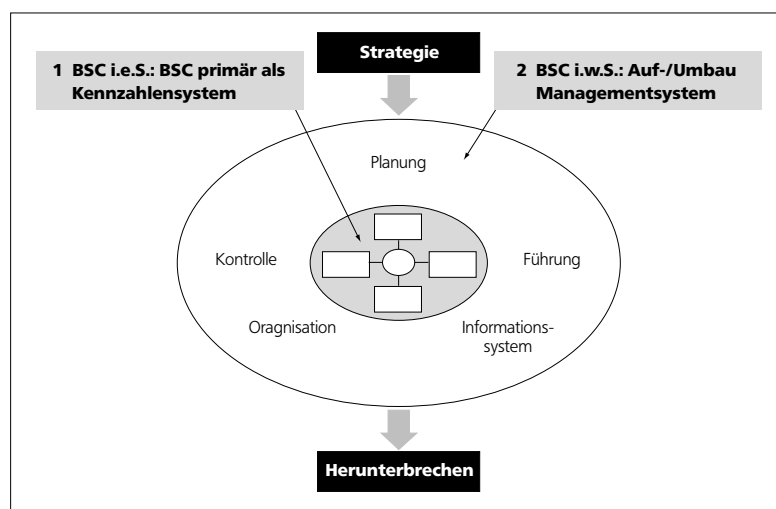 Strategie
1 BSC i.e.S.: BSC primär als
Kennzahlensystem
2 BSC i.w.S.: Auf-/Umbau
Managementsystem
Planung
Kontrolle
Führung
Oragnisation
Informations-
system
Herunterbrechen